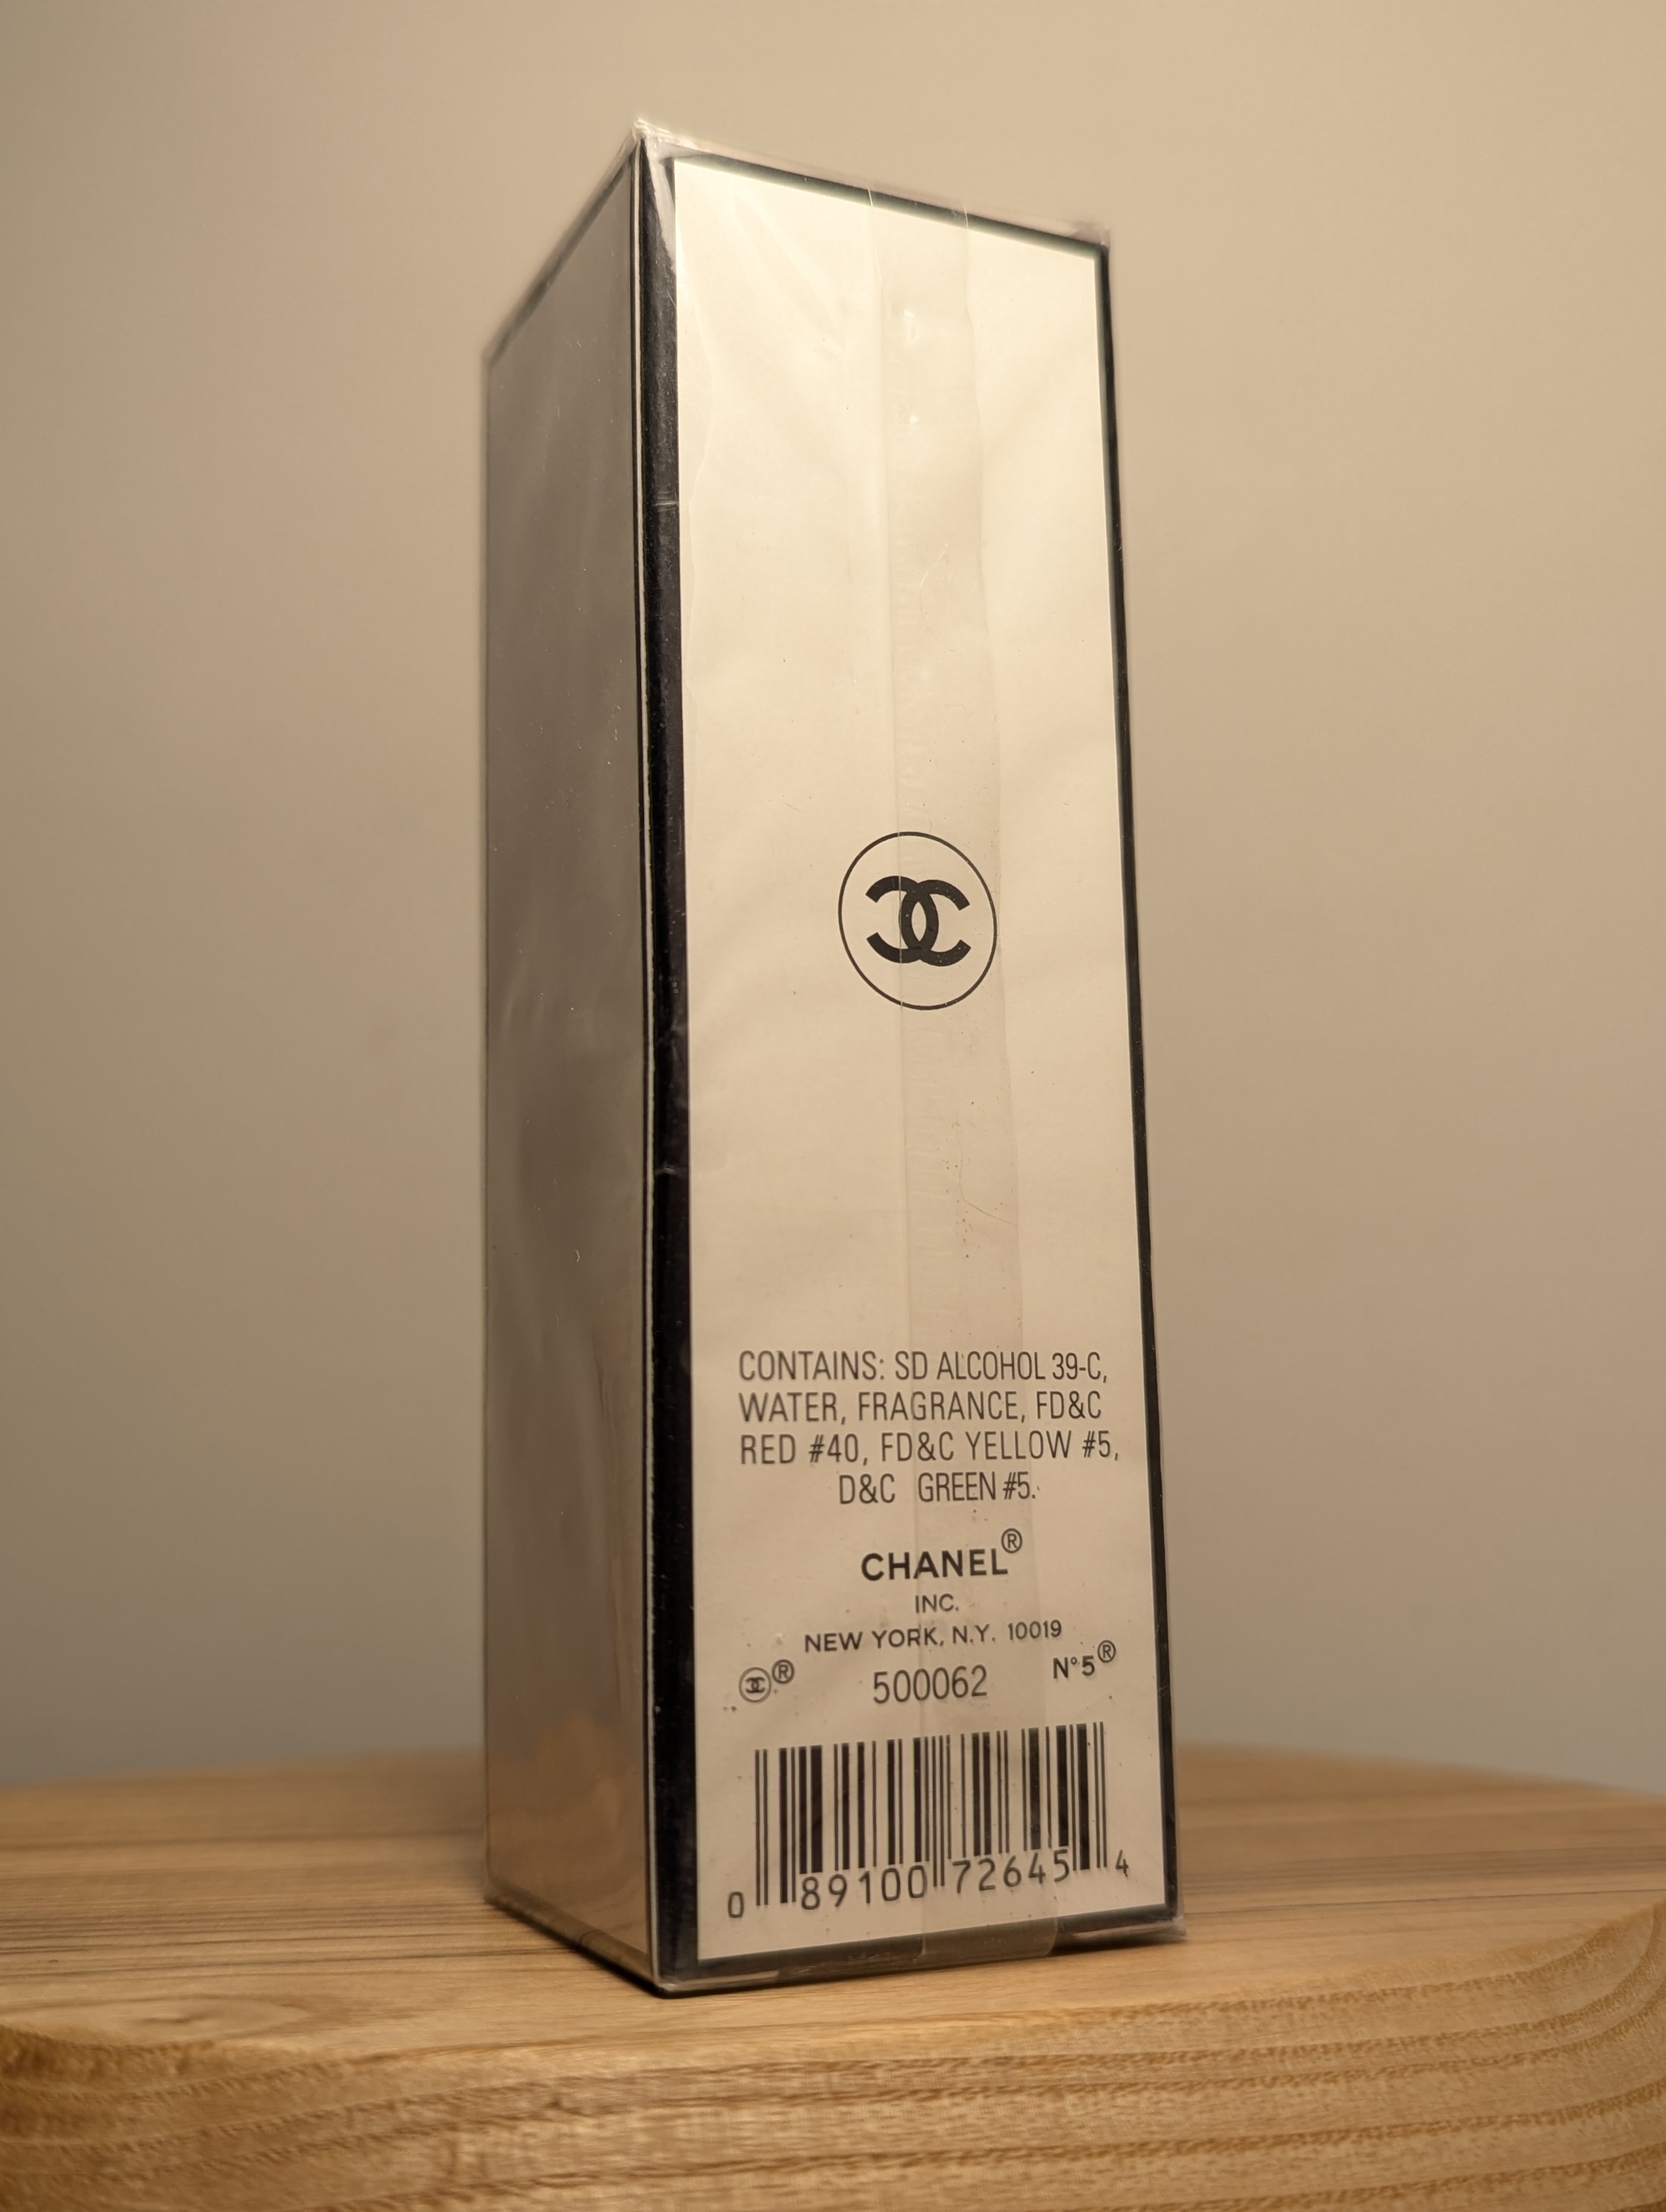 CONTAINS: SD ALCOHOL 39-C,
WATER, FRAGRANCE, FD&C
RED #40, FD&C YELLOW #5,
D&C GREEN #5.
CHANEL®
INC.
NEW YORK, N.Y. 10019
® 500062 N°5®
0 89100 72645 4